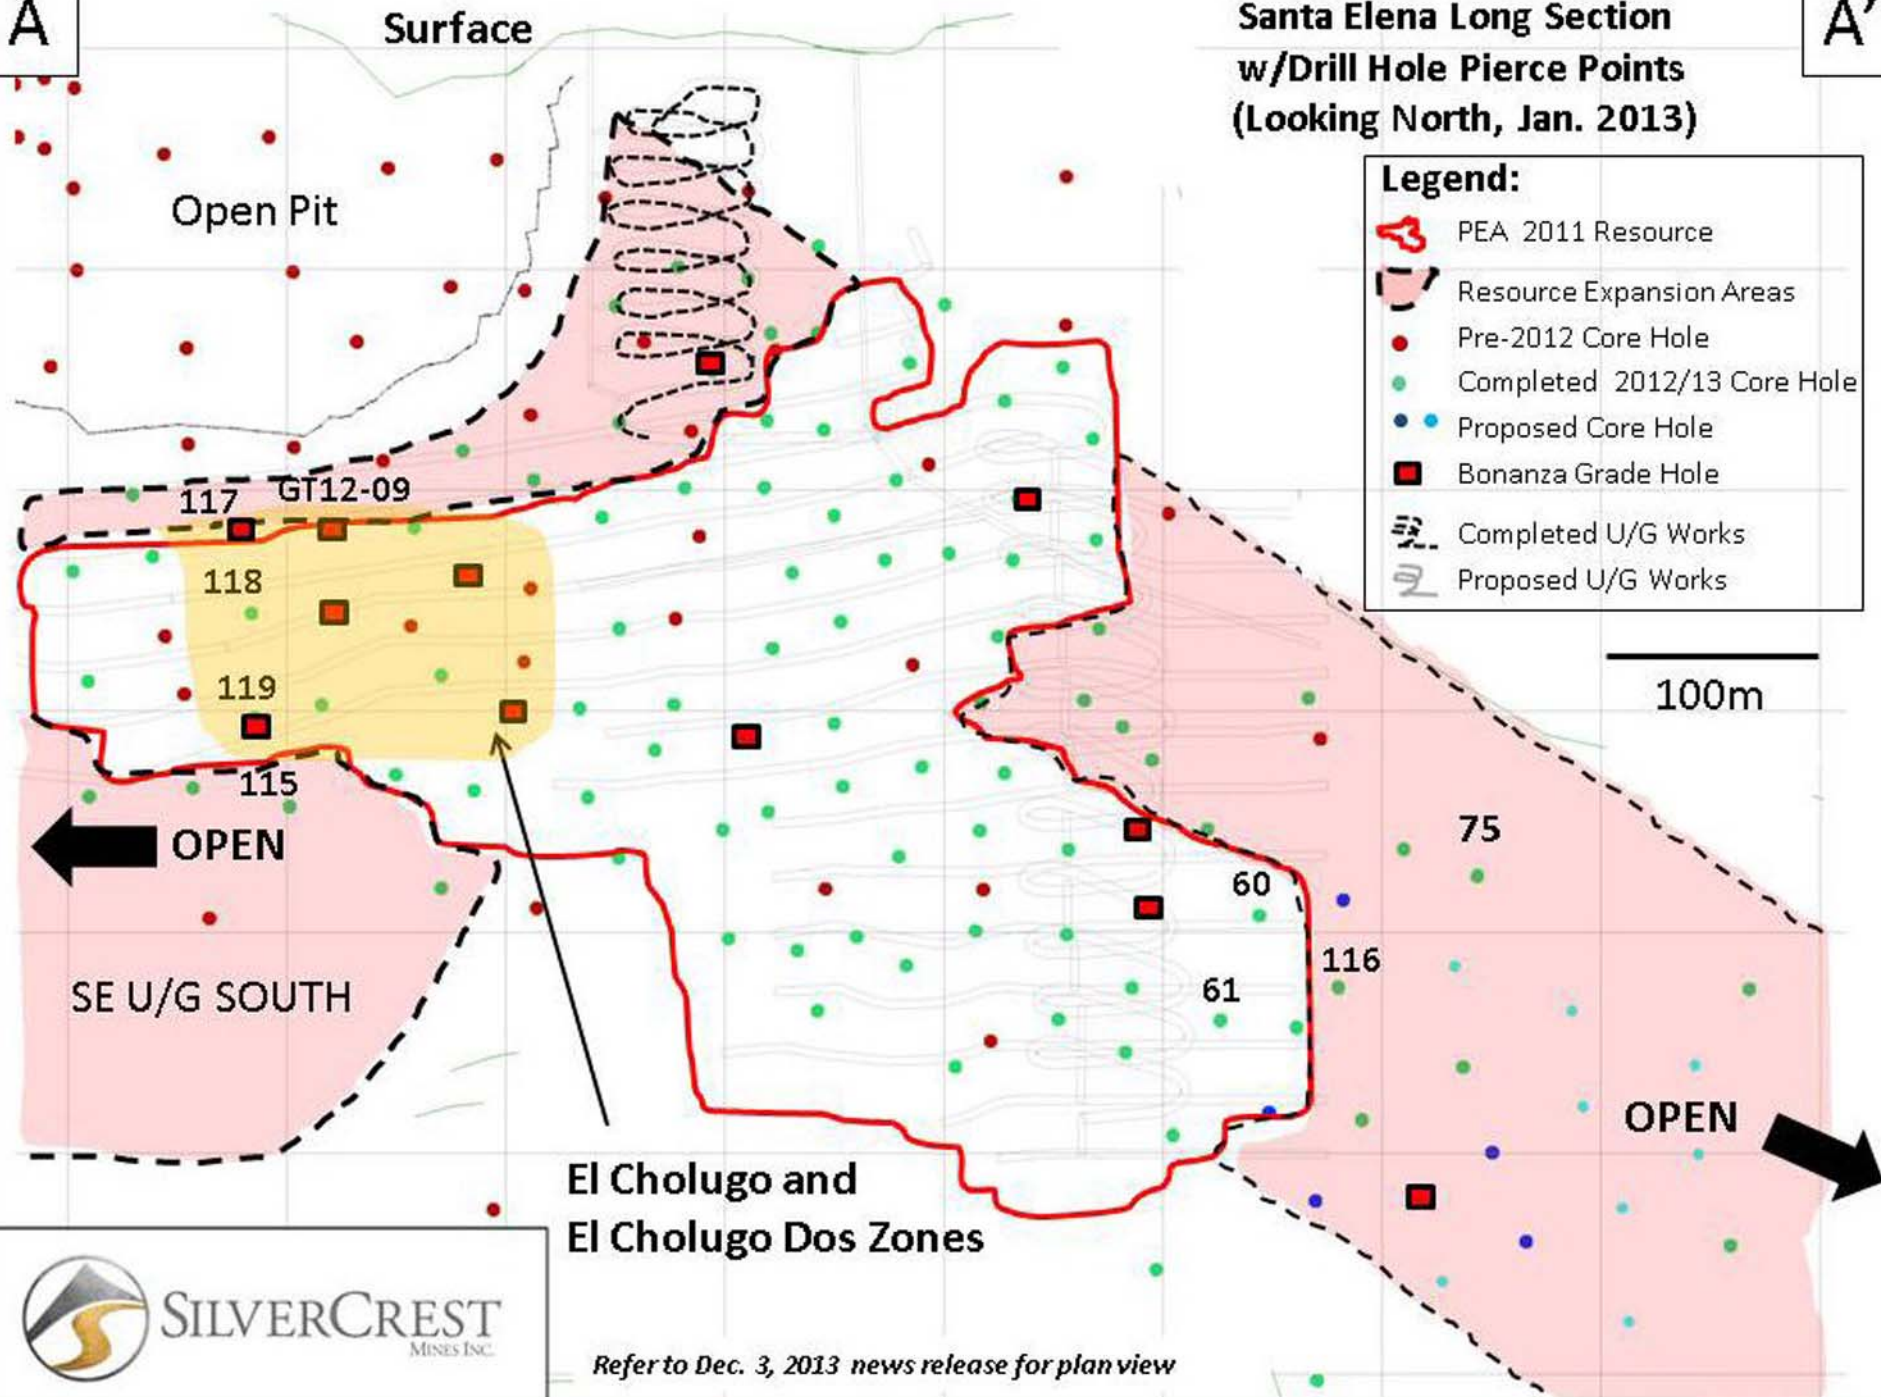 A
Surface
Santa Elena Long Section
w/Drill Hole Pierce Points
(Looking North, Jan. 2013)
A'
Open Pit
Legend:
PEA 2011 Resource
Resource Expansion Areas
Pre-2012 Core Hole
Completed 2012/13 Core Hole
Proposed Core Hole
Bonanza Grade Hole
Completed U/G Works
Proposed U/G Works
100m
117
GT12-09
118
119
115
OPEN
SE U/G SOUTH
75
60
116
61
OPEN
El Cholugo and
El Cholugo Dos Zones
SILVERCREST
MINES INC.
Refer to Dec. 3, 2013 news release for plan view